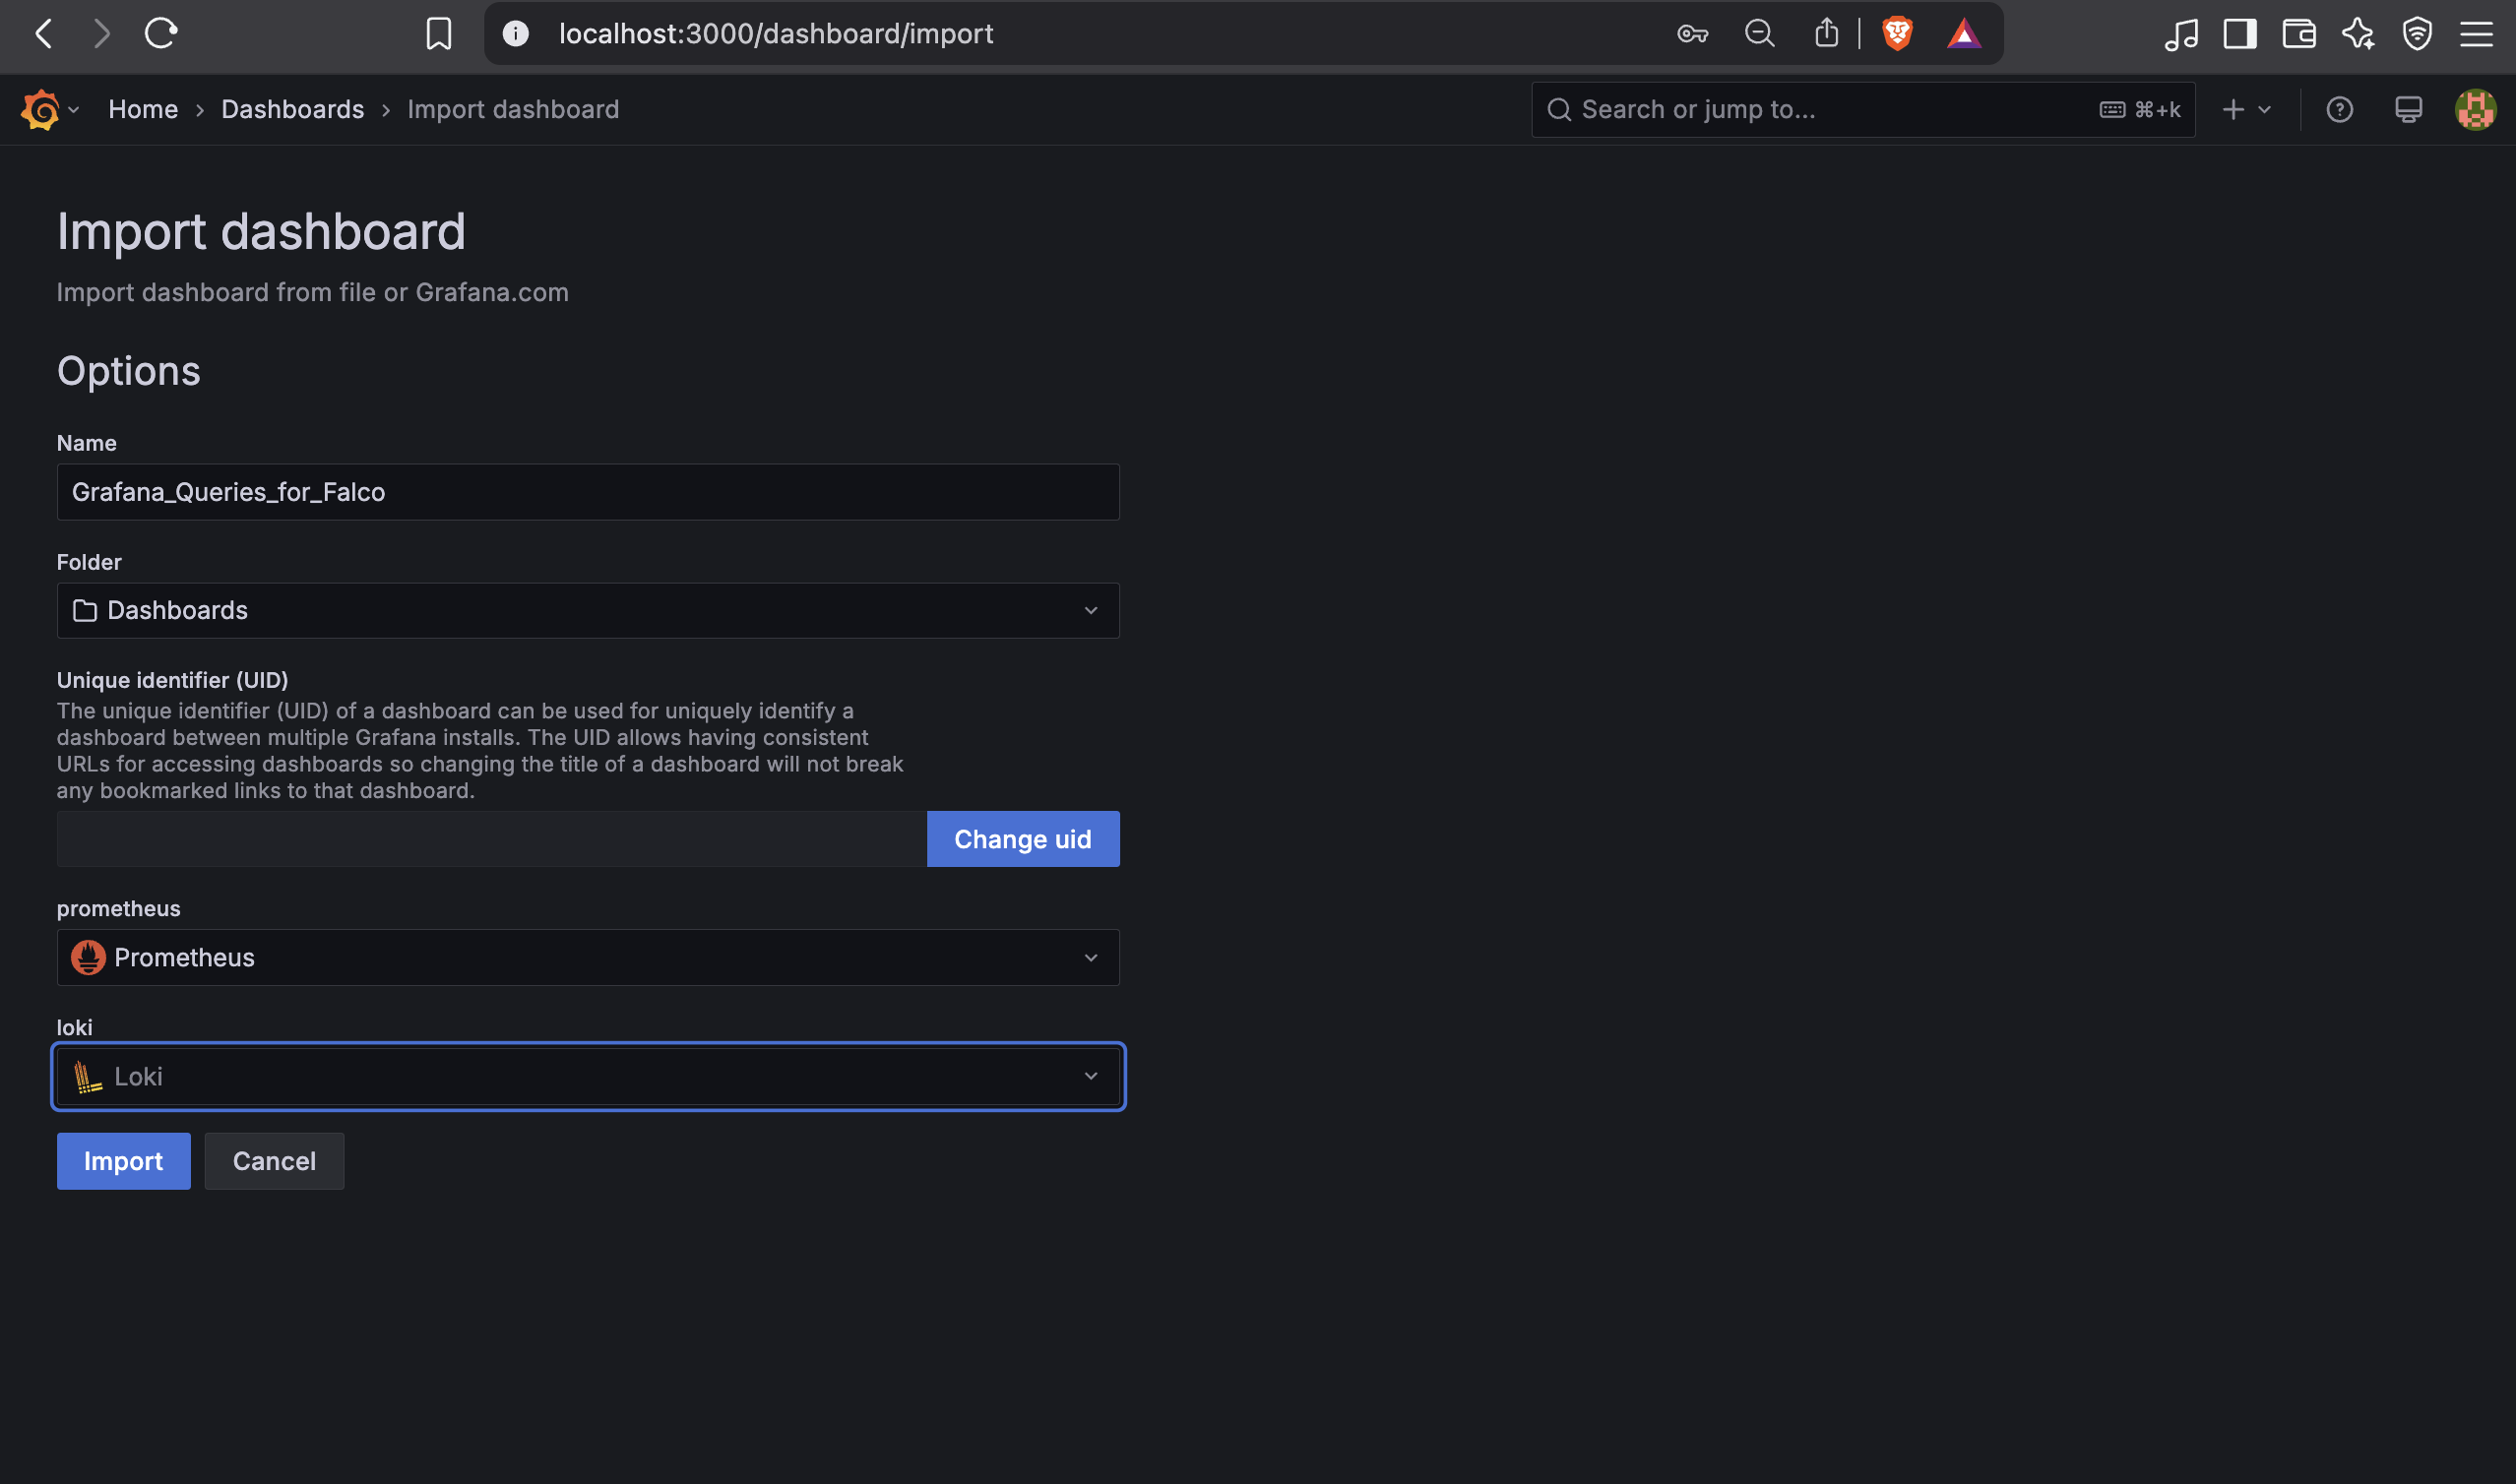 localhost:3000/dashboard/import
Home › Dashboards › Import dashboard
Search or jump to...
⌘+k
Import dashboard
Import dashboard from file or Grafana.com
Options
Name
Grafana_Queries_for_Falco
Folder
Dashboards
Unique identifier (UID)
The unique identifier (UID) of a dashboard can be used for uniquely identify a
dashboard between multiple Grafana installs. The UID allows having consistent
URLs for accessing dashboards so changing the title of a dashboard will not break
any bookmarked links to that dashboard.
Change uid
prometheus
Prometheus
loki
Loki
Import
Cancel